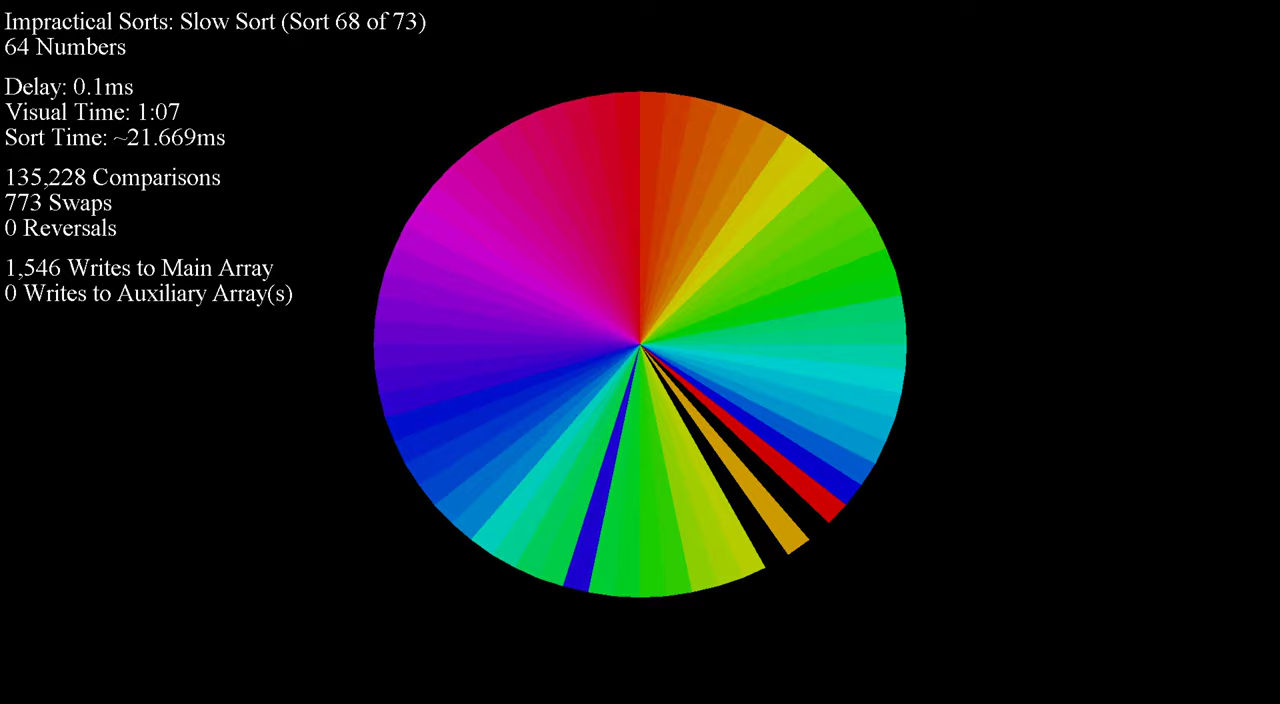 Impractical Sorts: Slow Sort (Sort 68 of 73)
64 Numbers
Delay: 0.1ms
Visual Time: 1:07
Sort Time: ~21.669ms
135,228 Comparisons
773 Swaps
0 Reversals
1,546 Writes to Main Array
0 Writes to Auxiliary Array(s)